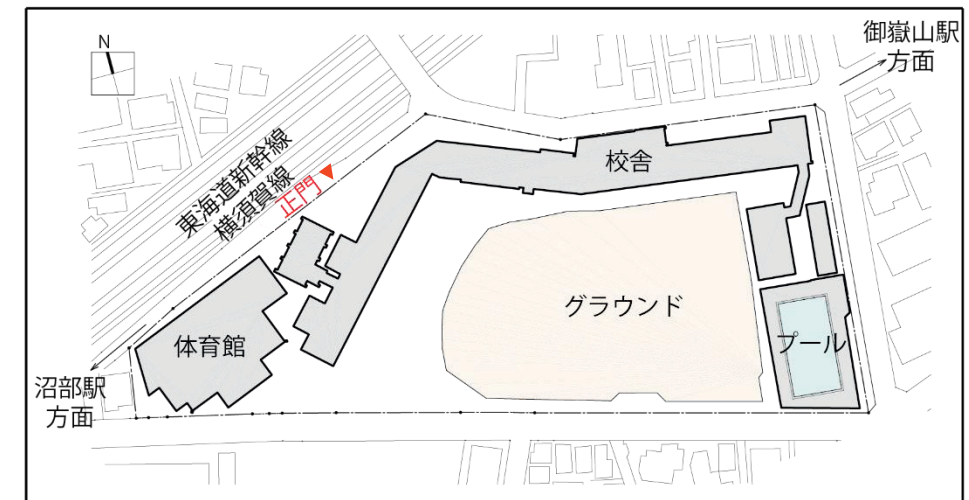 御嶽山駅
方面
N
東海道新幹線
横須賀線
正門
校舎
グラウンド
体育館
プール
沼部駅
方面